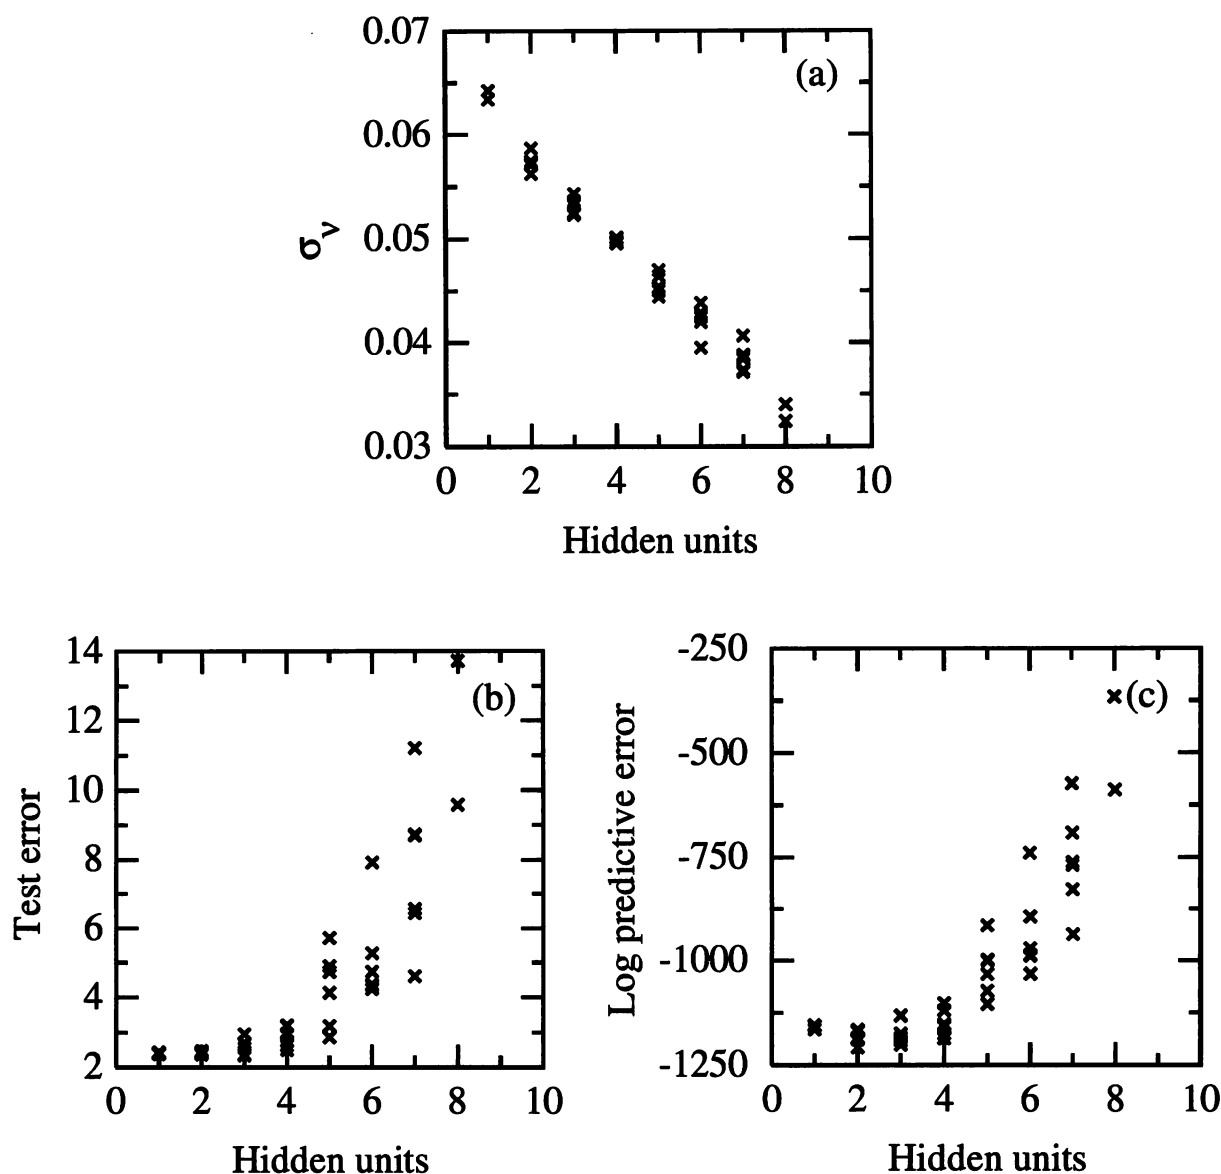 0.07
(a)
0.06
0.05
σν
0.04
0.03
0 2 4 6 8 10
Hidden units
14
(b)
12
10
8
Test error
6
4
2
0 2 4 6 8 10
Hidden units
-250
(c)
-500
-750
Log predictive error
-1000
-1250
0 2 4 6 8 10
Hidden units